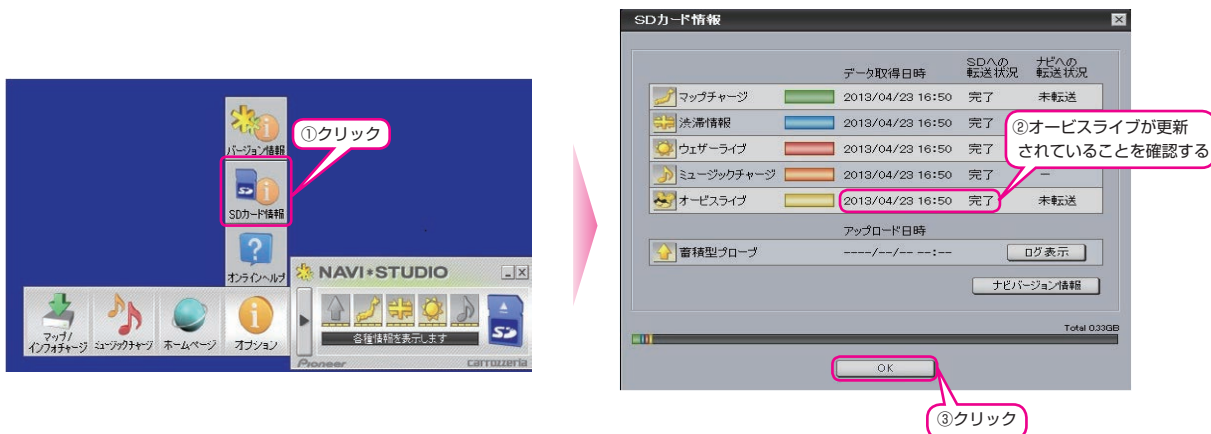 バージョン情報
①クリック
SDカード情報
オンラインヘルプ
マップ/
インフォチャージ
ミュージックチャージ
ホームページ
オプション
NAVI*STUDIO
各種情報を表示します
Pioneer
carrozzeria
SDカード情報
データ取得日時
SDへの
転送状況
ナビへの
転送状況
マップチャージ 2013/04/23 16:50 完了 未転送
渋滞情報 2013/04/23 16:50 完了
ウェザーライブ 2013/04/23 16:50 完了
ミュージックチャージ 2013/04/23 16:50 完了 －
オービスライブ 2013/04/23 16:50 完了 未転送
②オービスライブが更新
されていることを確認する
アップロード日時
蓄積型プローブ ----/--/-- --:-- ログ表示
ナビバージョン情報
Total 0.33GB
OK
③クリック